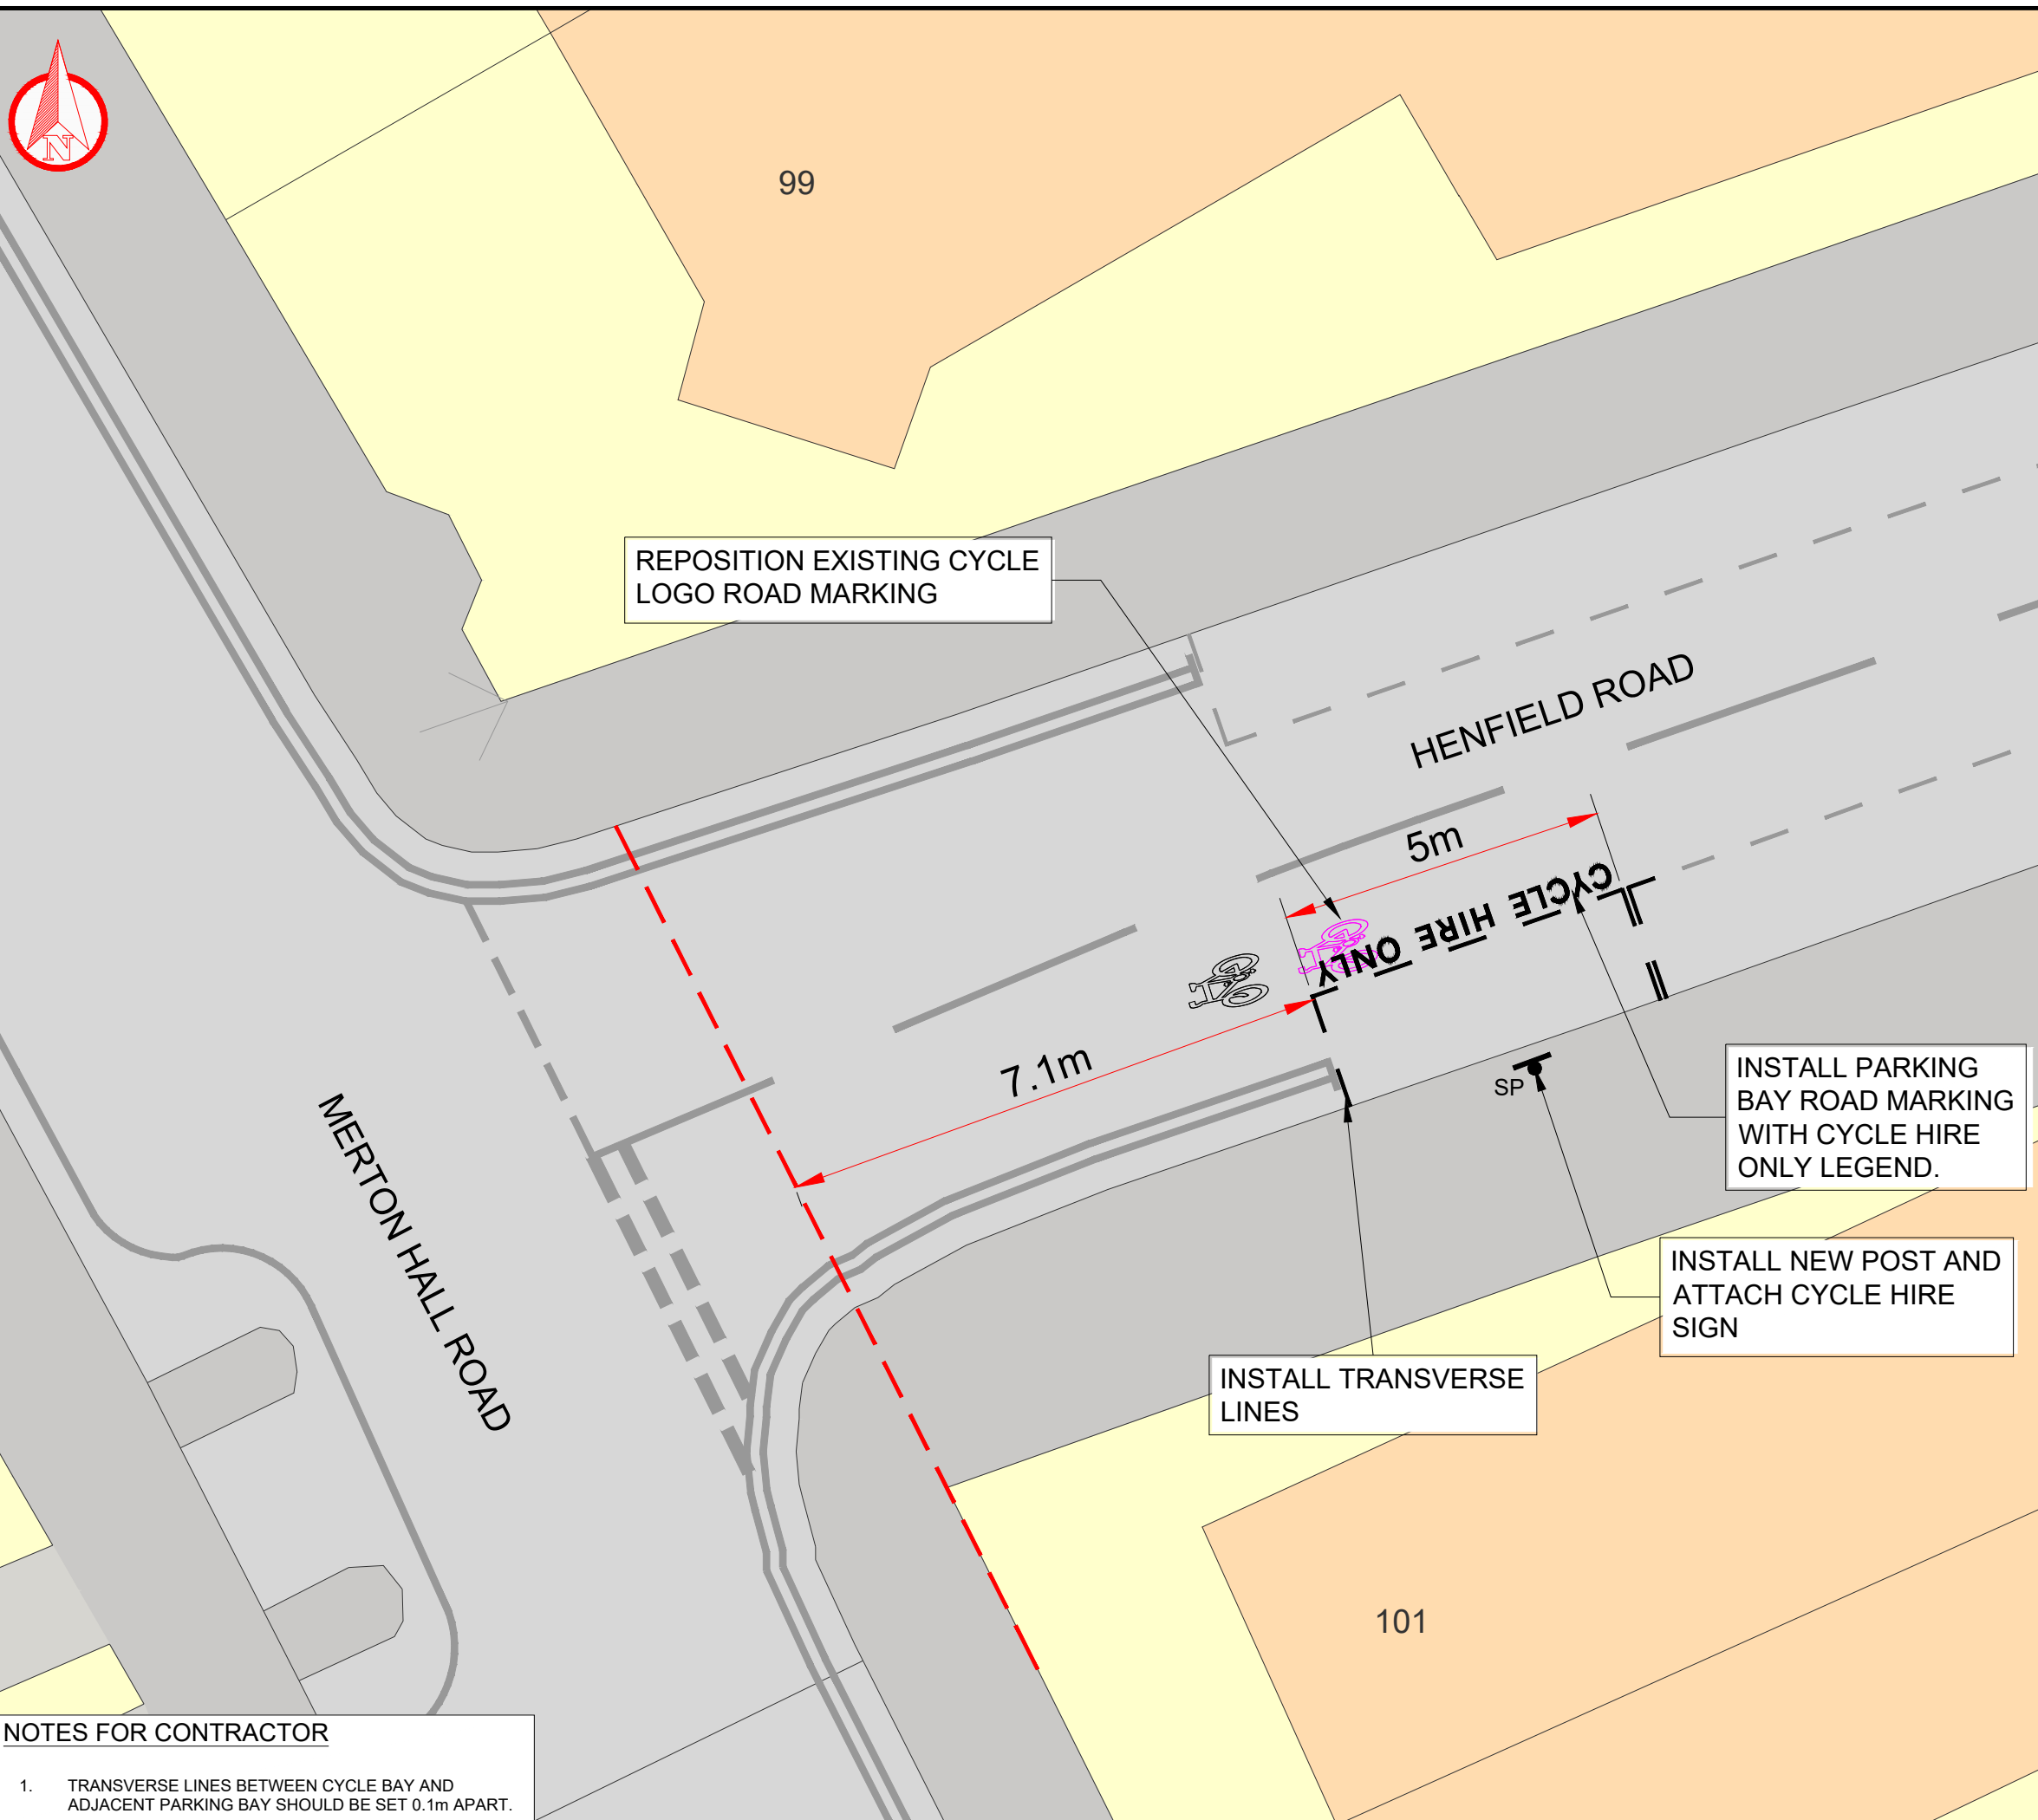 N
99
REPOSITION EXISTING CYCLE
LOGO ROAD MARKING
HENFIELD ROAD
5m
CYCLE HIRE ONLY
7.1m
SP
MERTON HALL ROAD
INSTALL PARKING
BAY ROAD MARKING
WITH CYCLE HIRE
ONLY LEGEND.
INSTALL NEW POST AND
ATTACH CYCLE HIRE
SIGN
INSTALL TRANSVERSE
LINES
101
NOTES FOR CONTRACTOR
1. TRANSVERSE LINES BETWEEN CYCLE BAY AND
ADJACENT PARKING BAY SHOULD BE SET 0.1m APART.